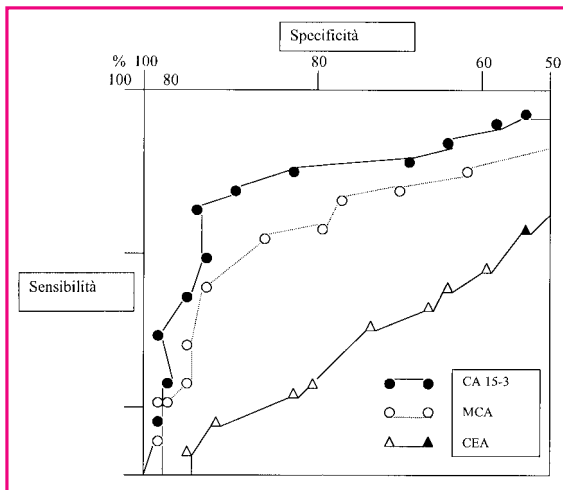 Specificità
% 100 80 60 50
100 80
Sensibilità
CA 15-3
MCA
CEA